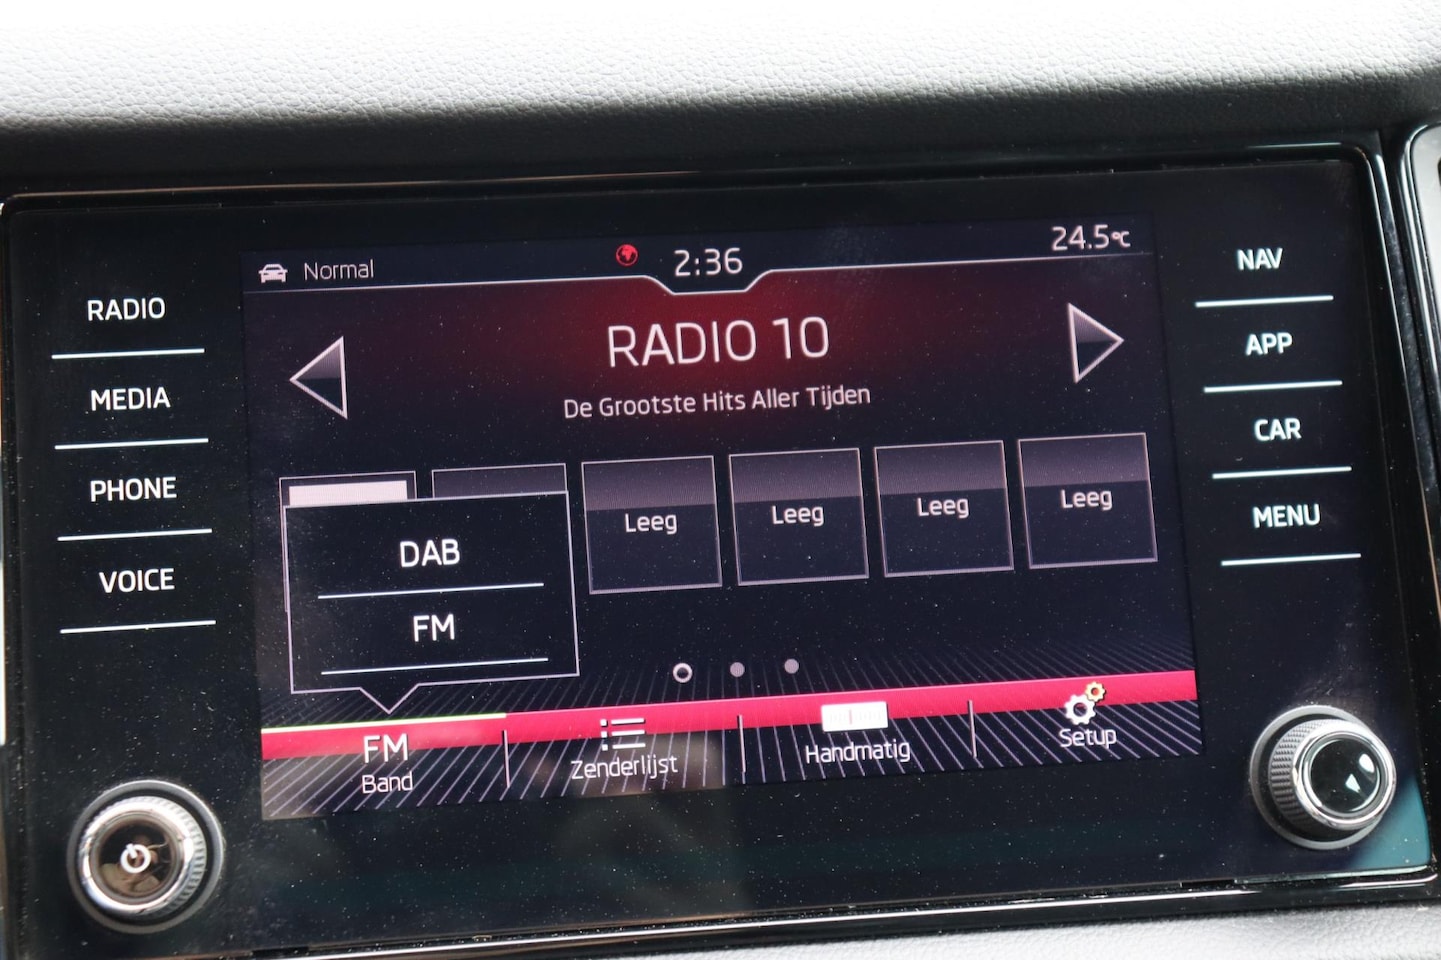 Normal
2:36
24.5°C
RADIO
MEDIA
PHONE
VOICE
RADIO 10
De Grootste Hits Aller Tijden
Leeg
Leeg
Leeg
Leeg
DAB
FM
FM
Band
Zenderlijst
Handmatig
Setup
NAV
APP
CAR
MENU